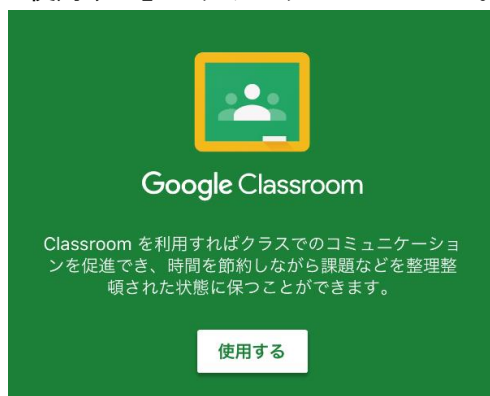 Google Classroom
Classroom を利用すればクラスでのコミュニケーショ
ンを促進でき、時間を節約しながら課題などを整理整
頓された状態に保つことができます。
使用する